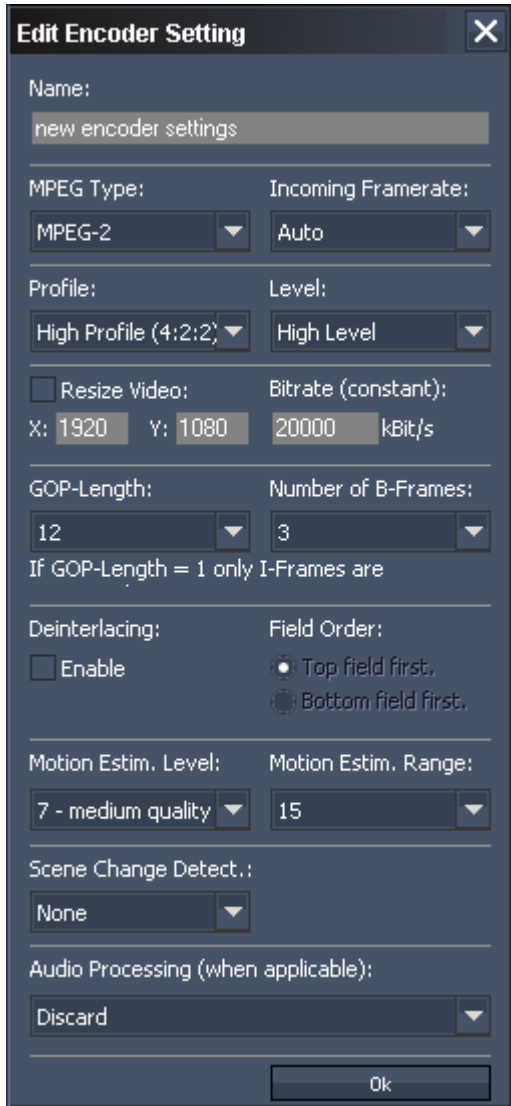 Edit Encoder Setting
Name:
new encoder settings
MPEG Type: Incoming Framerate:
MPEG-2 Auto
Profile: Level:
High Profile (4:2:2) High Level
Resize Video: Bitrate (constant):
X: 1920 Y: 1080 20000 kBit/s
GOP-Length: Number of B-Frames:
12 3
If GOP-Length = 1 only I-Frames are
Deinterlacing: Field Order:
Enable Top field first.
Bottom field first.
Motion Estim. Level: Motion Estim. Range:
7 - medium quality 15
Scene Change Detect.:
None
Audio Processing (when applicable):
Discard
Ok